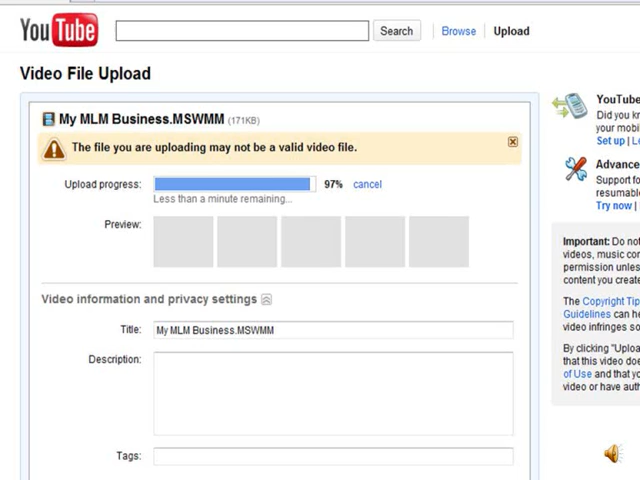 YouTube
Search
Browse
Upload
Video File Upload
My MLM Business.MSWMM (171KB)
The file you are uploading may not be a valid video file.
Upload progress:
97%
cancel
Less than a minute remaining...
Preview:
Video information and privacy settings
Title:
My MLM Business.MSWMM
Description:
Tags:
YouTube
Did you
your mobi
Set up |
Advance
Support fo
resumabl
Try now |
Important: Do not
videos, music con
permission unles
content you create
The Copyright Tip
Guidelines can he
video infringes so
By clicking "Uploa
that this video doe
of Use and that yo
video or have auth